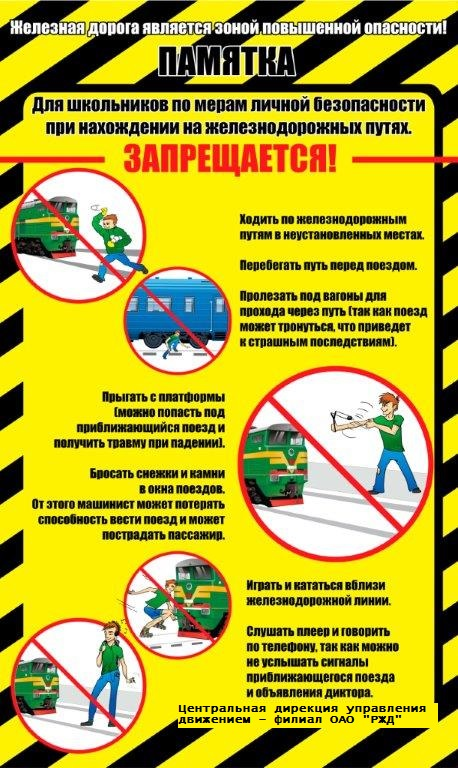 Железная дорога является зоной повышенной опасности!
ПАМЯТКА
Для школьников по мерам личной безопасности
при нахождении на железнодорожных путях.
ЗАПРЕЩАЕТСЯ!
Ходить по железнодорожным
путям в неустановленных местах.
Перебегать путь перед поездом.
Пролезать под вагоны для
прохода через путь (так как поезд
может тронуться, что приведет
к страшным последствиям).
Прыгать с платформы
(можно попасть под
приближающийся поезд и
получить травму при падении).
Бросать снежки и камни
в окна поездов.
От этого машинист может потерять
способность вести поезд и может
пострадать пассажир.
Играть и кататься вблизи
железнодорожной линии.
Слушать плеер и говорить
по телефону, так как можно
не услышать сигналы
приближающегося поезда
и объявления диктора.
Центральная дирекция управления
движением – филиал ОАО "РЖД"